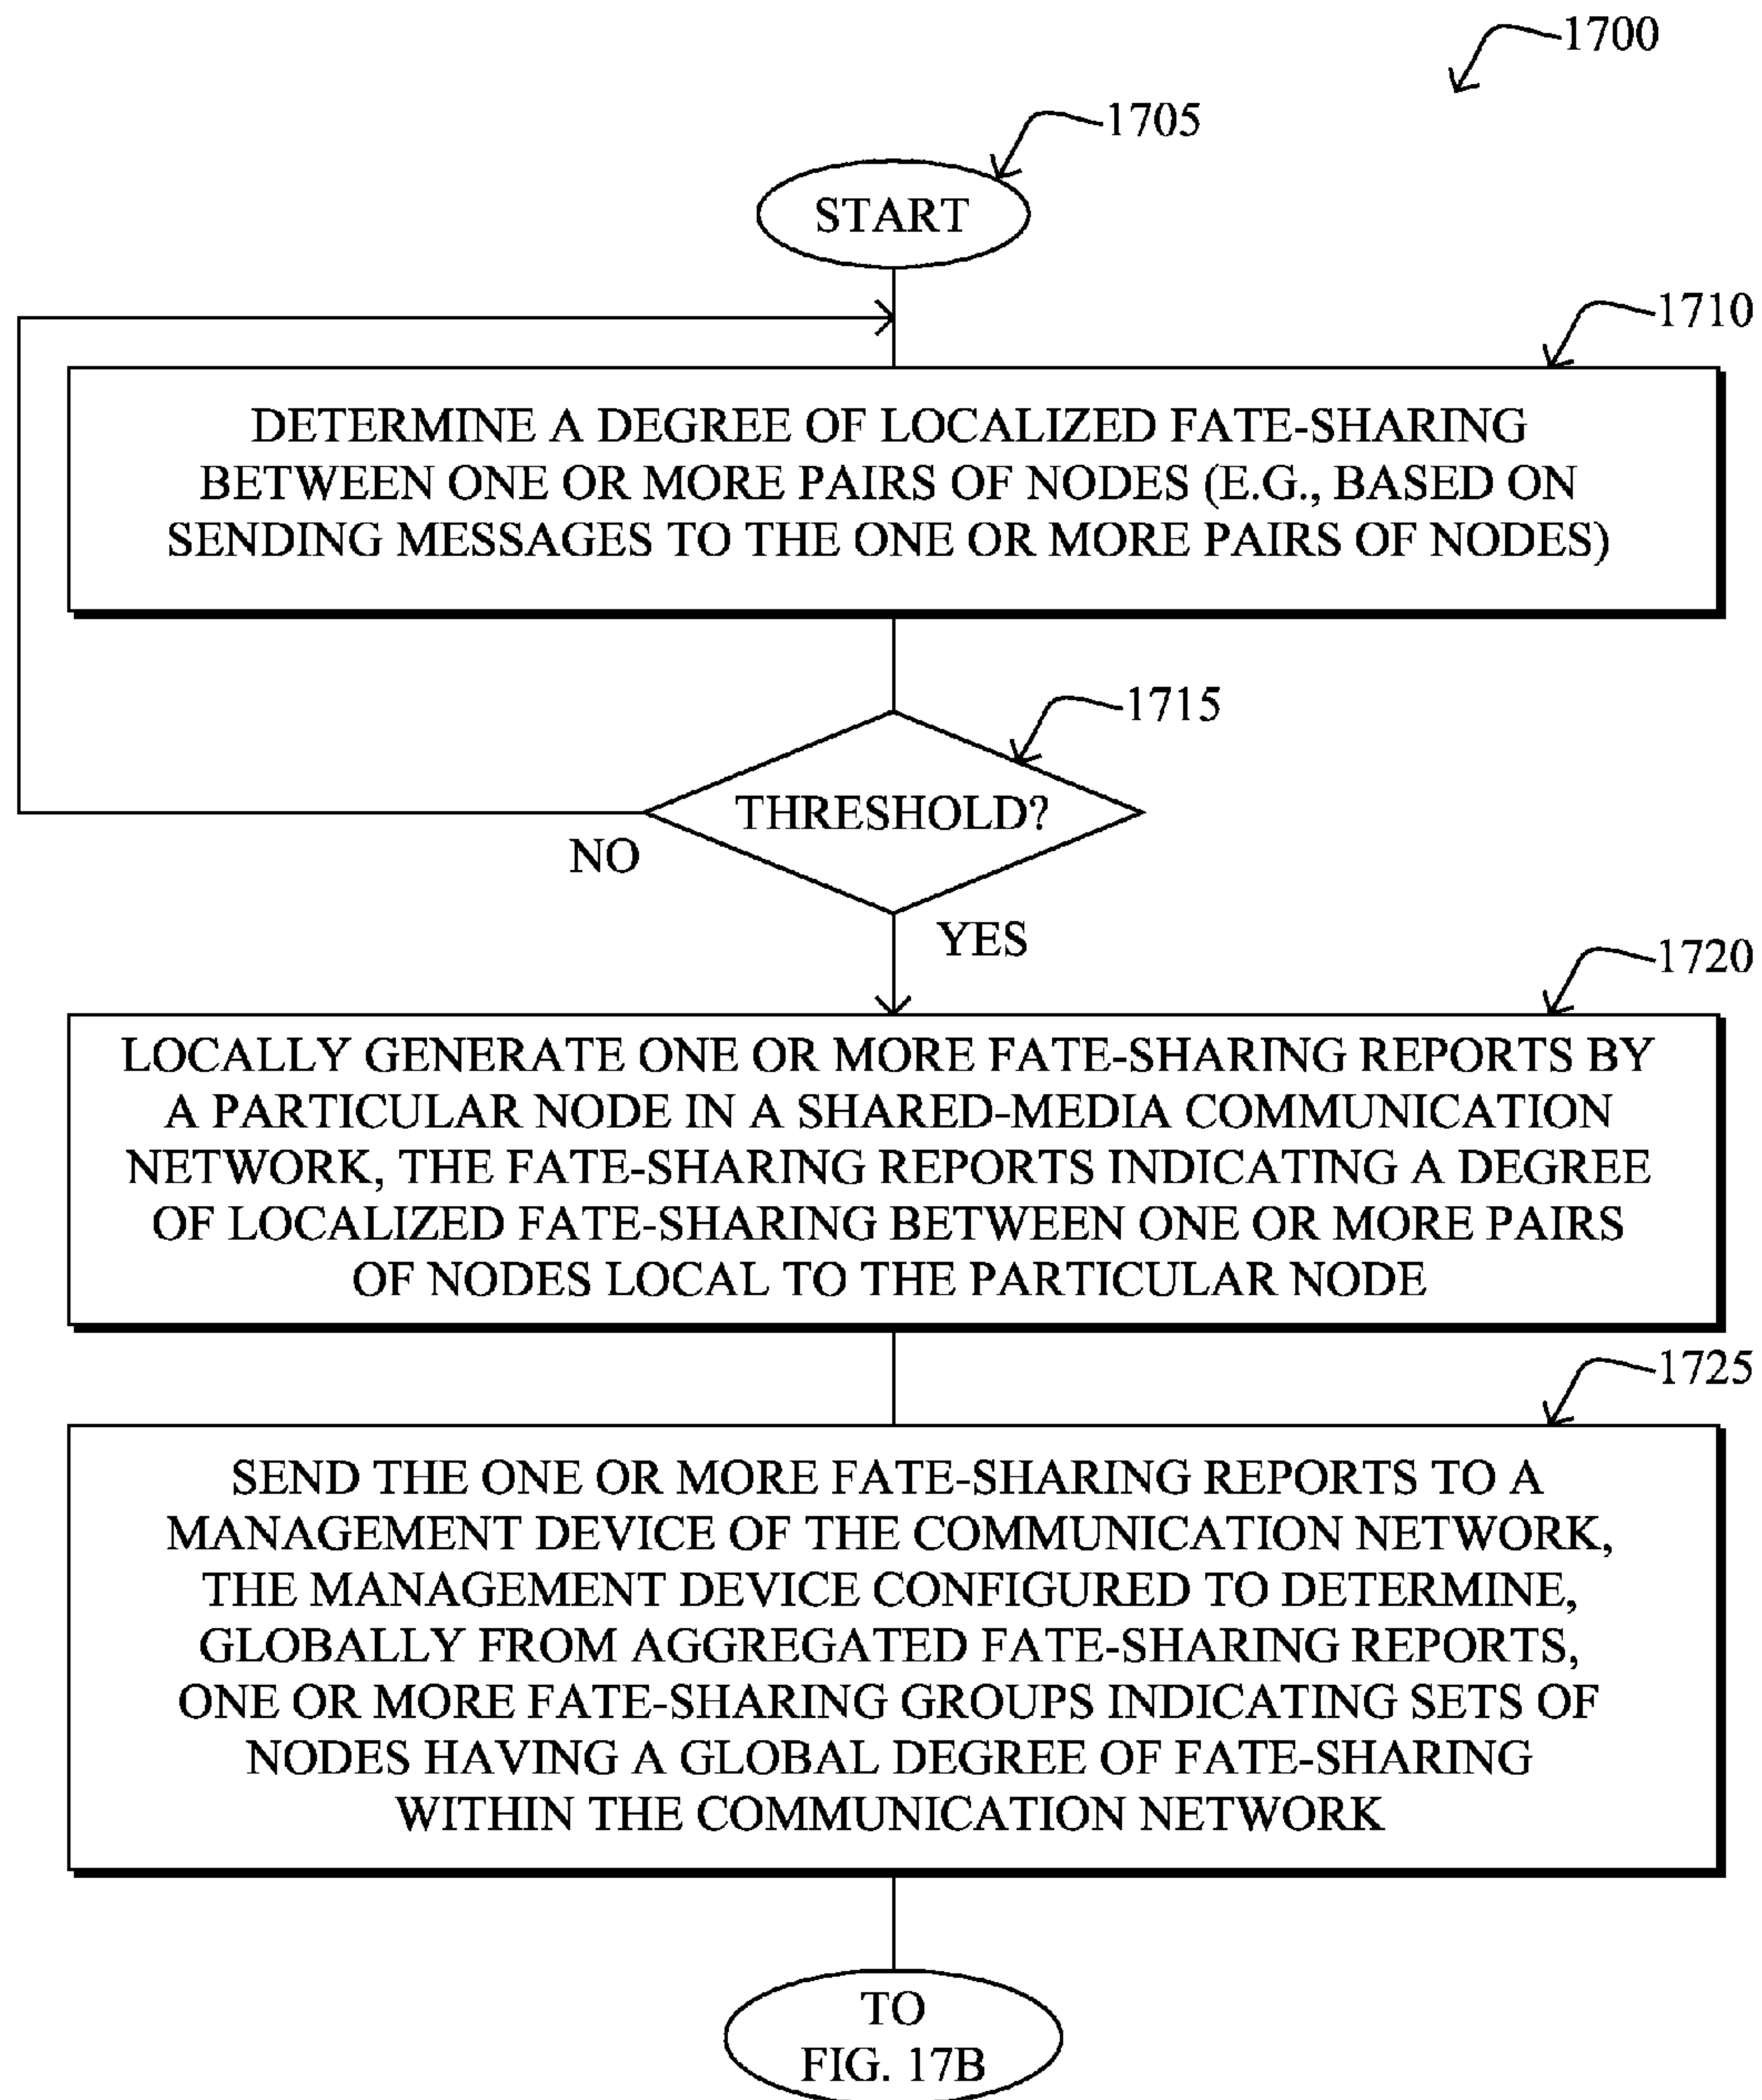 1700
1705
START
1710
DETERMINE A DEGREE OF LOCALIZED FATE-SHARING
BETWEEN ONE OR MORE PAIRS OF NODES (E.G., BASED ON
SENDING MESSAGES TO THE ONE OR MORE PAIRS OF NODES)
1715
THRESHOLD?
NO
YES
1720
LOCALLY GENERATE ONE OR MORE FATE-SHARING REPORTS BY
A PARTICULAR NODE IN A SHARED-MEDIA COMMUNICATION
NETWORK, THE FATE-SHARING REPORTS INDICATING A DEGREE
OF LOCALIZED FATE-SHARING BETWEEN ONE OR MORE PAIRS
OF NODES LOCAL TO THE PARTICULAR NODE
1725
SEND THE ONE OR MORE FATE-SHARING REPORTS TO A
MANAGEMENT DEVICE OF THE COMMUNICATION NETWORK,
THE MANAGEMENT DEVICE CONFIGURED TO DETERMINE,
GLOBALLY FROM AGGREGATED FATE-SHARING REPORTS,
ONE OR MORE FATE-SHARING GROUPS INDICATING SETS OF
NODES HAVING A GLOBAL DEGREE OF FATE-SHARING
WITHIN THE COMMUNICATION NETWORK
TO
FIG. 17B